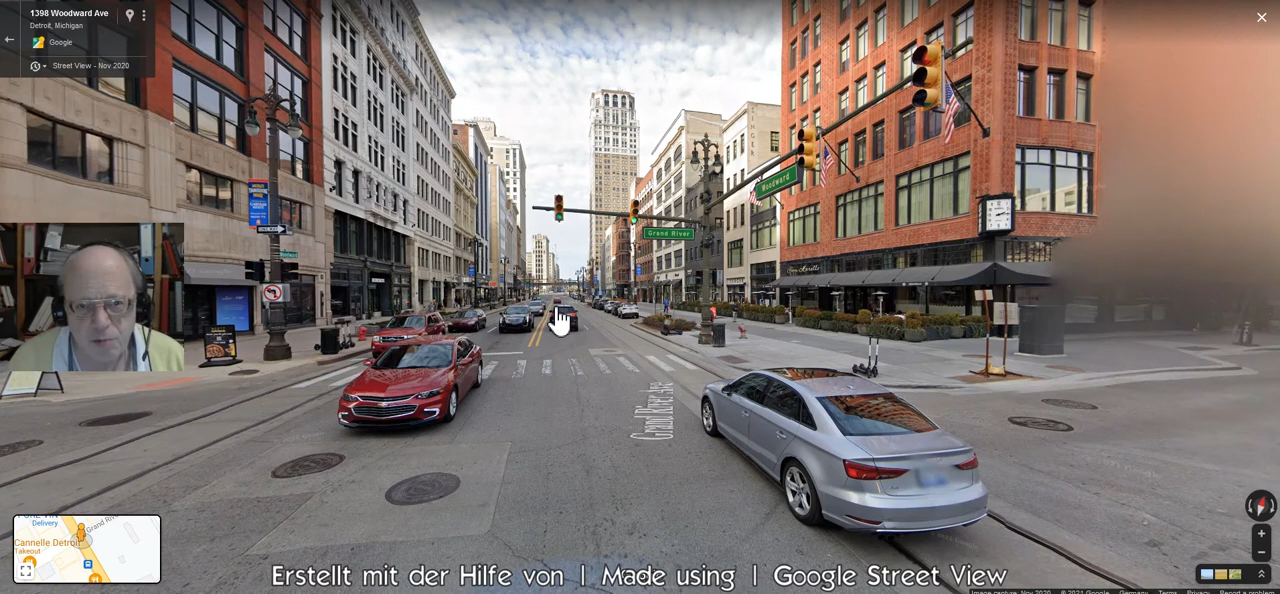 1398 Woodward Ave
Detroit, Michigan
Google
Street View - Nov 2020
Woodward
Grand River
ONE WAY
Grand River Ave
Delivery
Grand Riv
Cannelle Detroit
Takeout
Erstellt mit der Hilfe von | Made using | Google Street View
Image capture: Nov 2020 © 2021 Google Germany Terms Privacy Report a problem